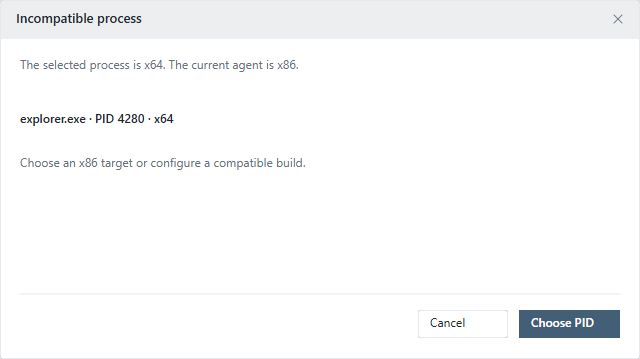 Incompatible process
The selected process is x64. The current agent is x86.
explorer.exe · PID 4280 · x64
Choose an x86 target or configure a compatible build.
Cancel
Choose PID